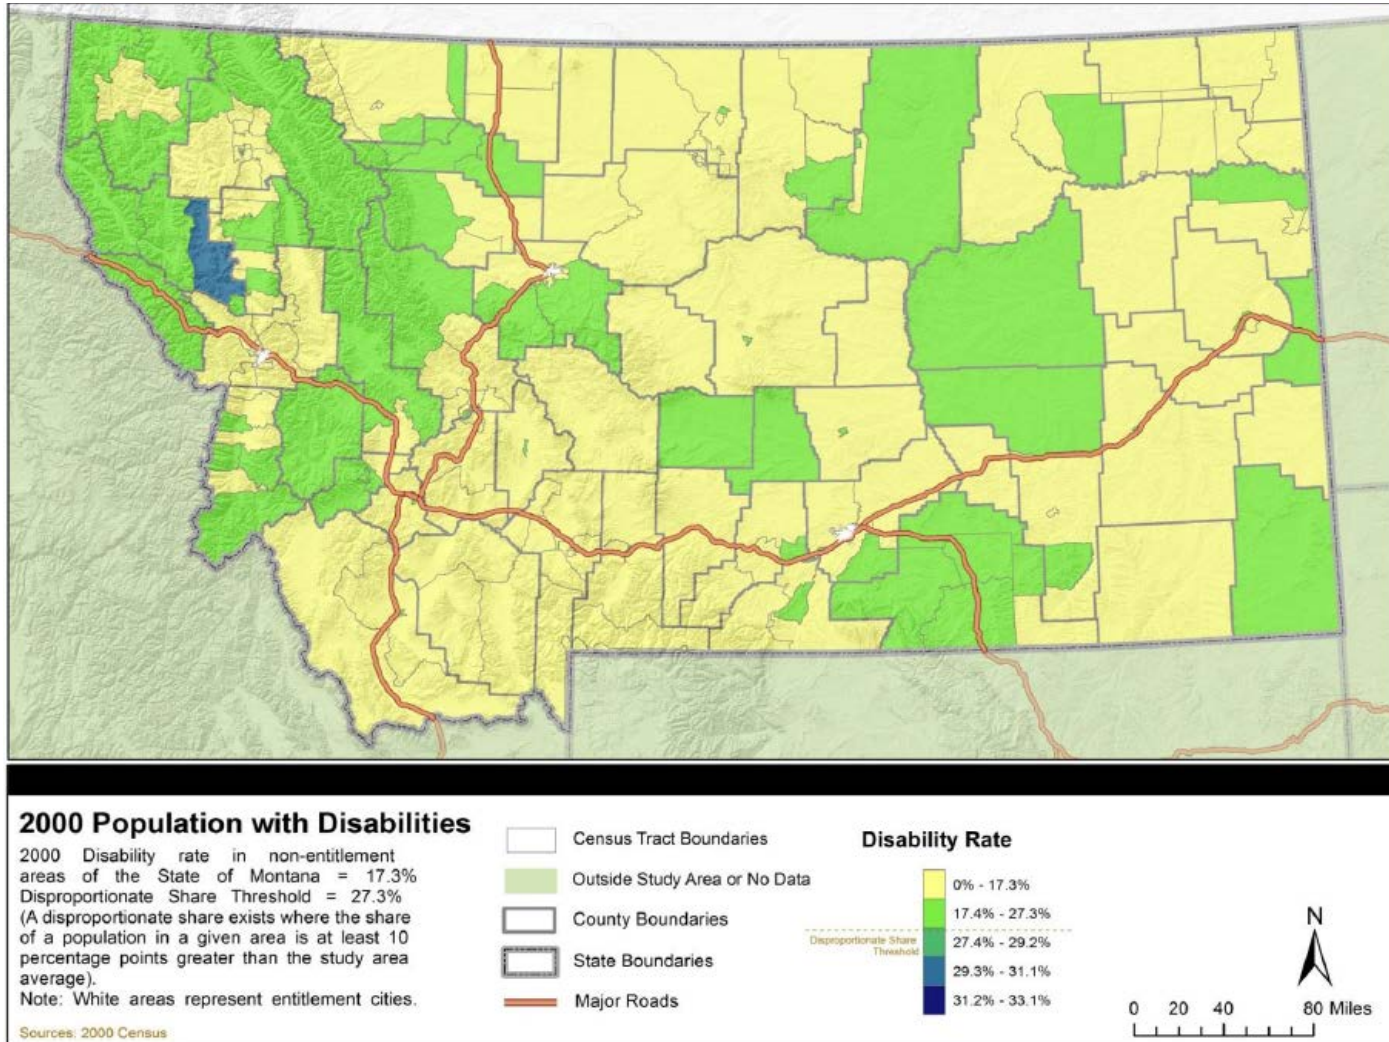 2000 Population with Disabilities
2000 Disability rate in non-entitlement
areas of the State of Montana = 17.3%
Disproportionate Share Threshold = 27.3%
(A disproportionate share exists where the share
of a population in a given area is at least 10
percentage points greater than the study area
average).
Note: White areas represent entitlement cities.
Sources: 2000 Census
Census Tract Boundaries
Outside Study Area or No Data
County Boundaries
State Boundaries
Major Roads
Disability Rate
0% - 17.3%
17.4% - 27.3%
Disproportionate Share
Threshold
27.4% - 29.2%
29.3% - 31.1%
31.2% - 33.1%
N
0 20 40 80 Miles